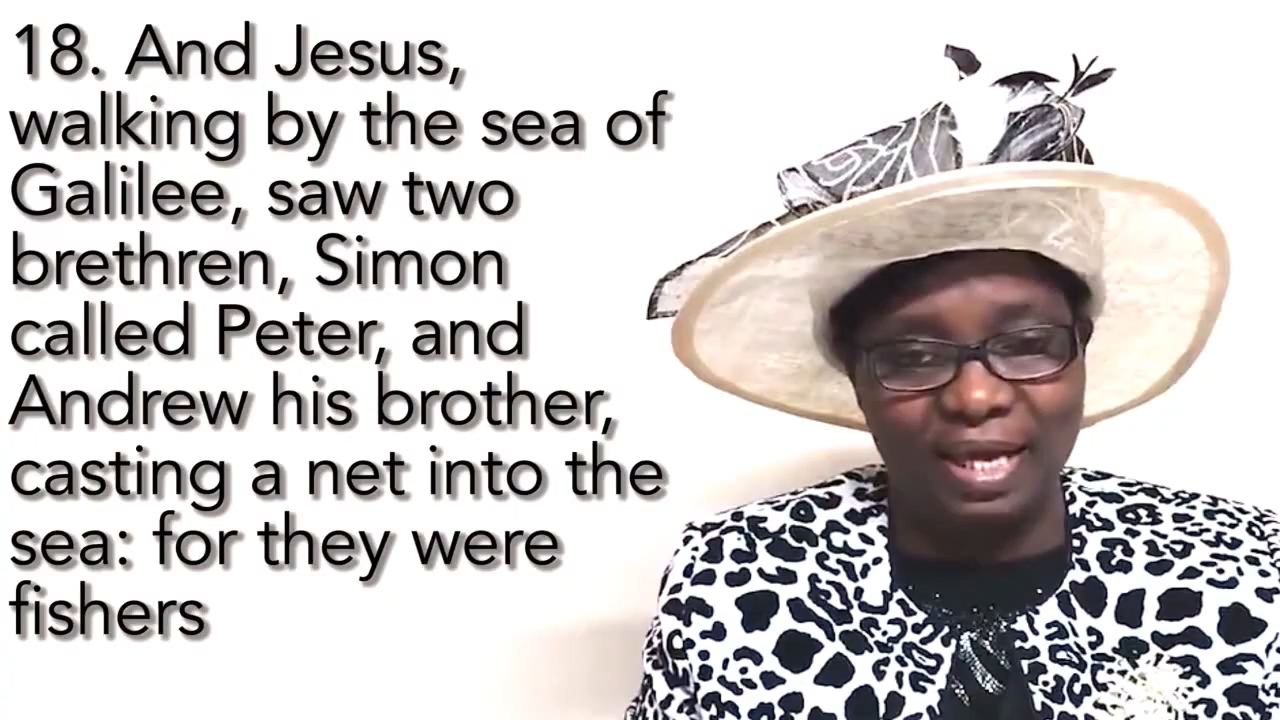 18. And Jesus,
walking by the sea of
Galilee, saw two
brethren, Simon
called Peter, and
Andrew his brother,
casting a net into the
sea: for they were
fishers